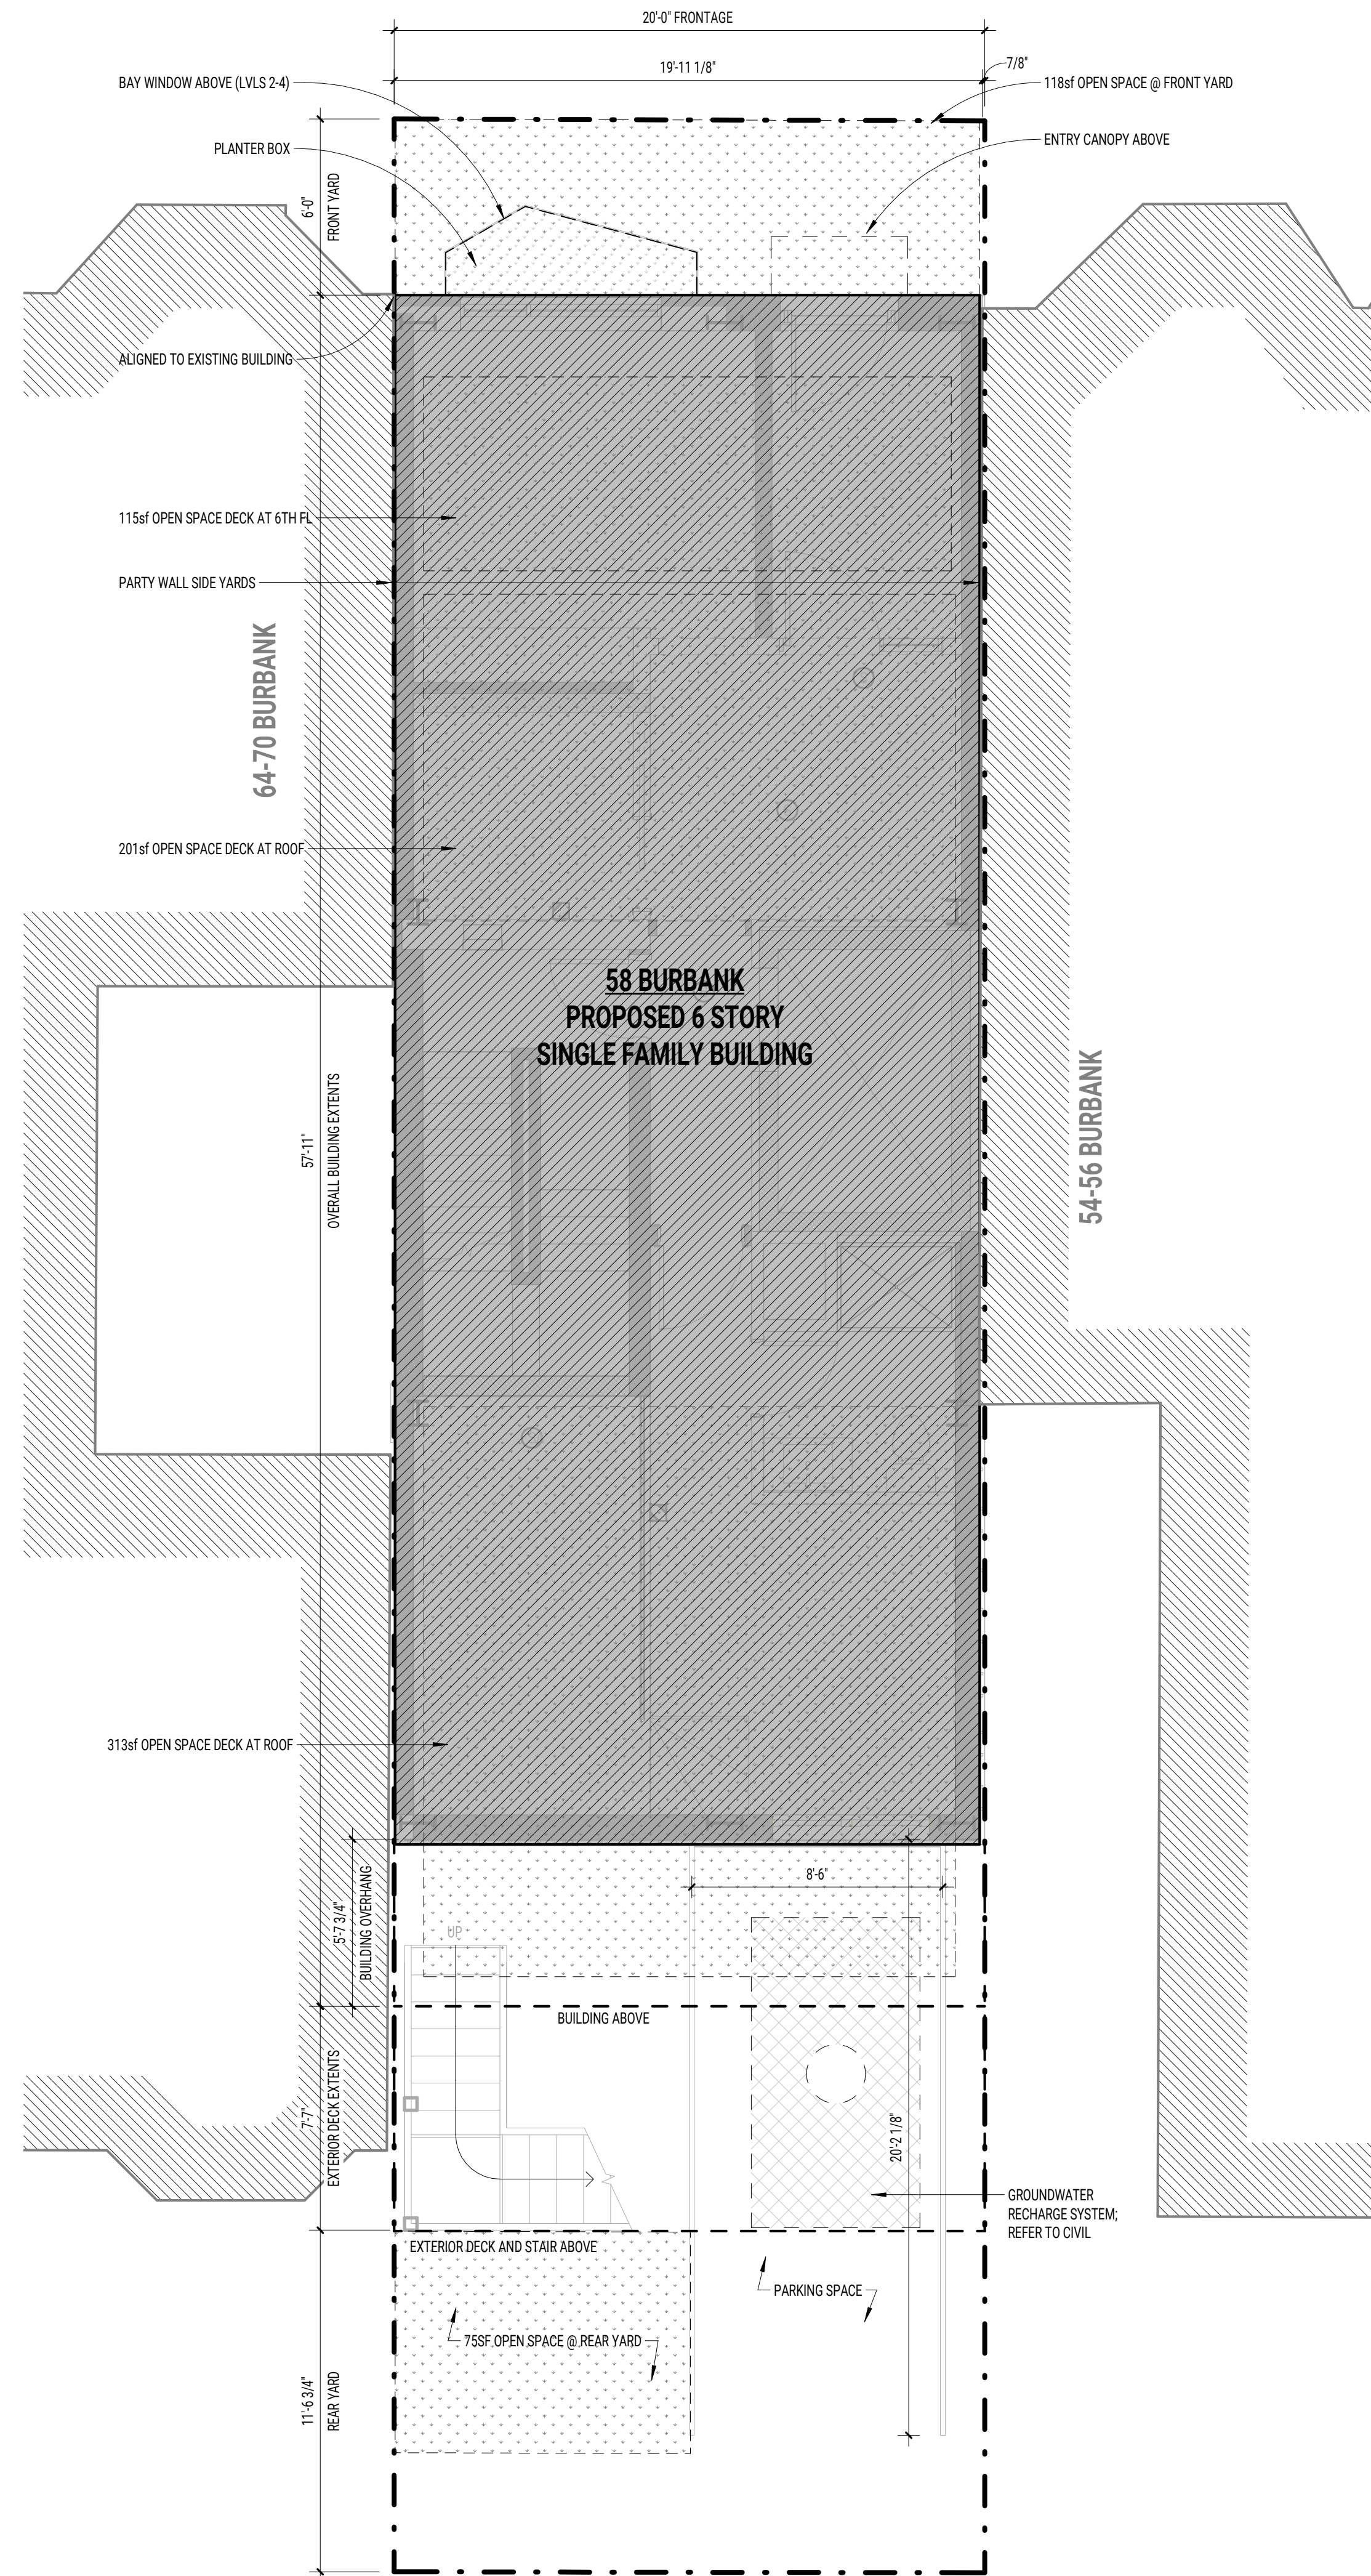 20'-0" FRONTAGE
19'-11 1/8"
7/8"
BAY WINDOW ABOVE (LVLS 2-4)
118sf OPEN SPACE @ FRONT YARD
PLANTER BOX
ENTRY CANOPY ABOVE
6'-0"
FRONT YARD
ALIGNED TO EXISTING BUILDING
115sf OPEN SPACE DECK AT 6TH FL
PARTY WALL SIDE YARDS
64-70 BURBANK
201sf OPEN SPACE DECK AT ROOF
58 BURBANK
PROPOSED 6 STORY
SINGLE FAMILY BUILDING
57'-11"
OVERALL BUILDING EXTENTS
54-56 BURBANK
313sf OPEN SPACE DECK AT ROOF
8'-6"
5'-7 3/4"
BUILDING OVERHANG
UP
BUILDING ABOVE
7'-7"
EXTERIOR DECK EXTENTS
20'-2 1/8"
GROUNDWATER
RECHARGE SYSTEM;
REFER TO CIVIL
EXTERIOR DECK AND STAIR ABOVE
PARKING SPACE
75SF OPEN SPACE @ REAR YARD
11'-6 3/4"
REAR YARD